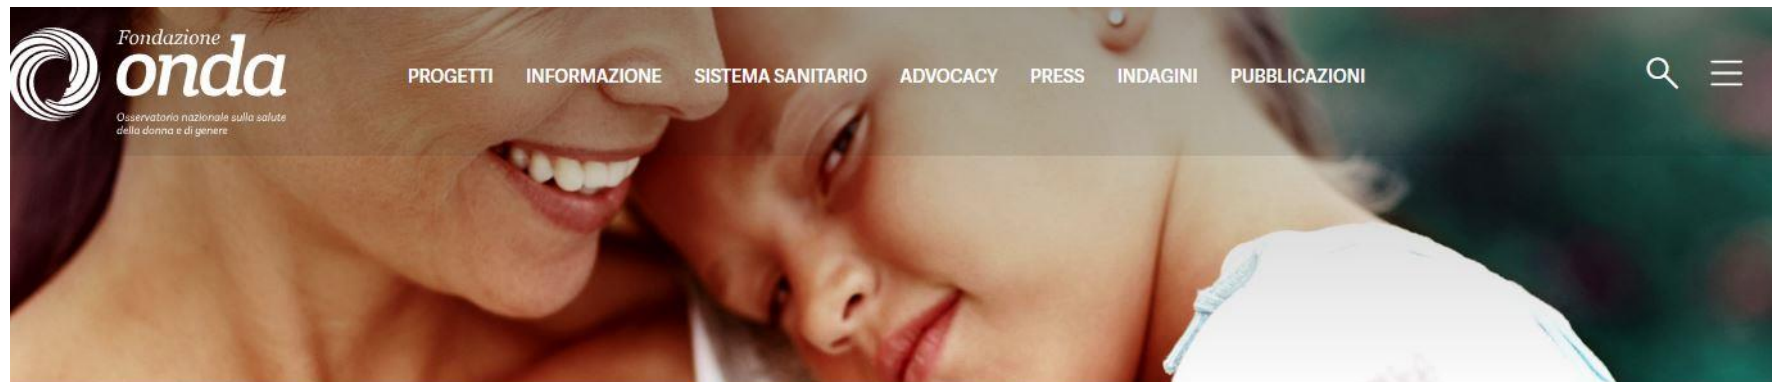 Fondazione
onda
Osservatorio nazionale sulla salute
della donna e di genere
PROGETTI INFORMAZIONE SISTEMA SANITARIO ADVOCACY PRESS INDAGINI PUBBLICAZIONI